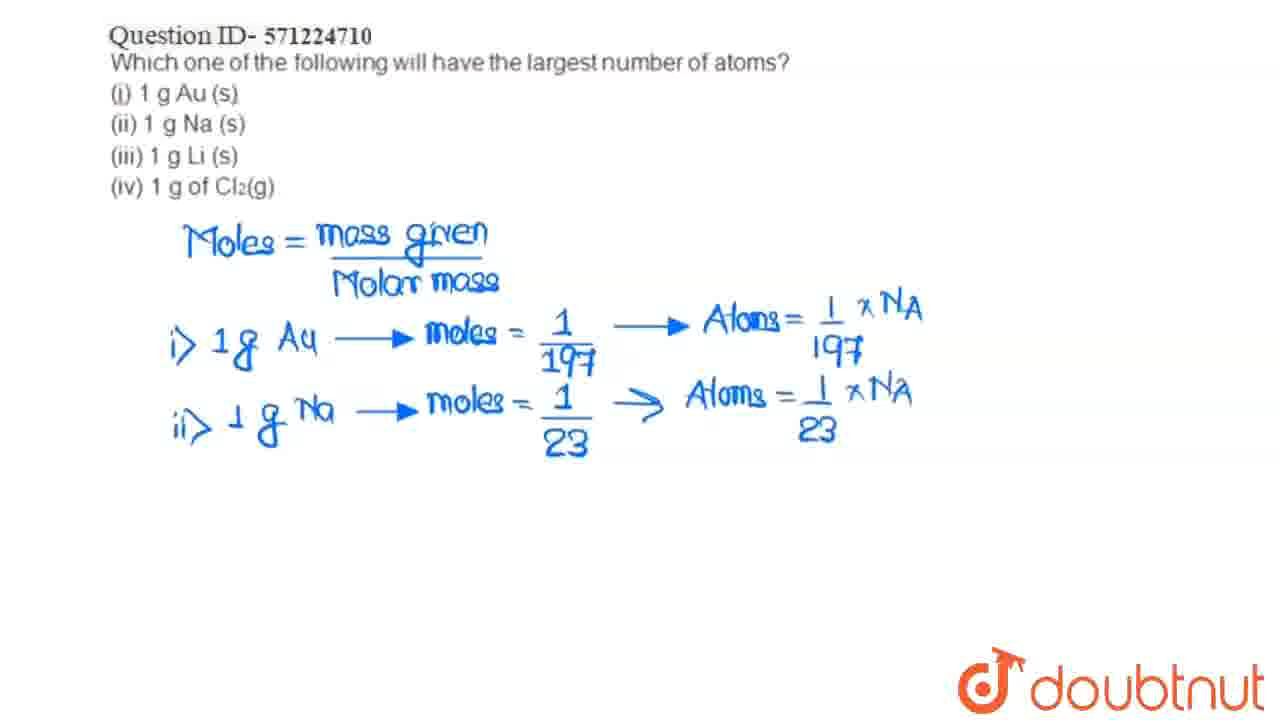 Question ID- 571224710
Which one of the following will have the largest number of atoms?
(i) 1 g Au (s)
(ii) 1 g Na (s)
(iii) 1 g Li (s)
(iv) 1 g of Cl₂(g)
Moles = mass given / Molar mass
i> 1g Au → moles = 1/197 → Atoms = 1/197 × NA
ii> 1 g Na → moles = 1/23 → Atoms = 1/23 × NA
doubtnut